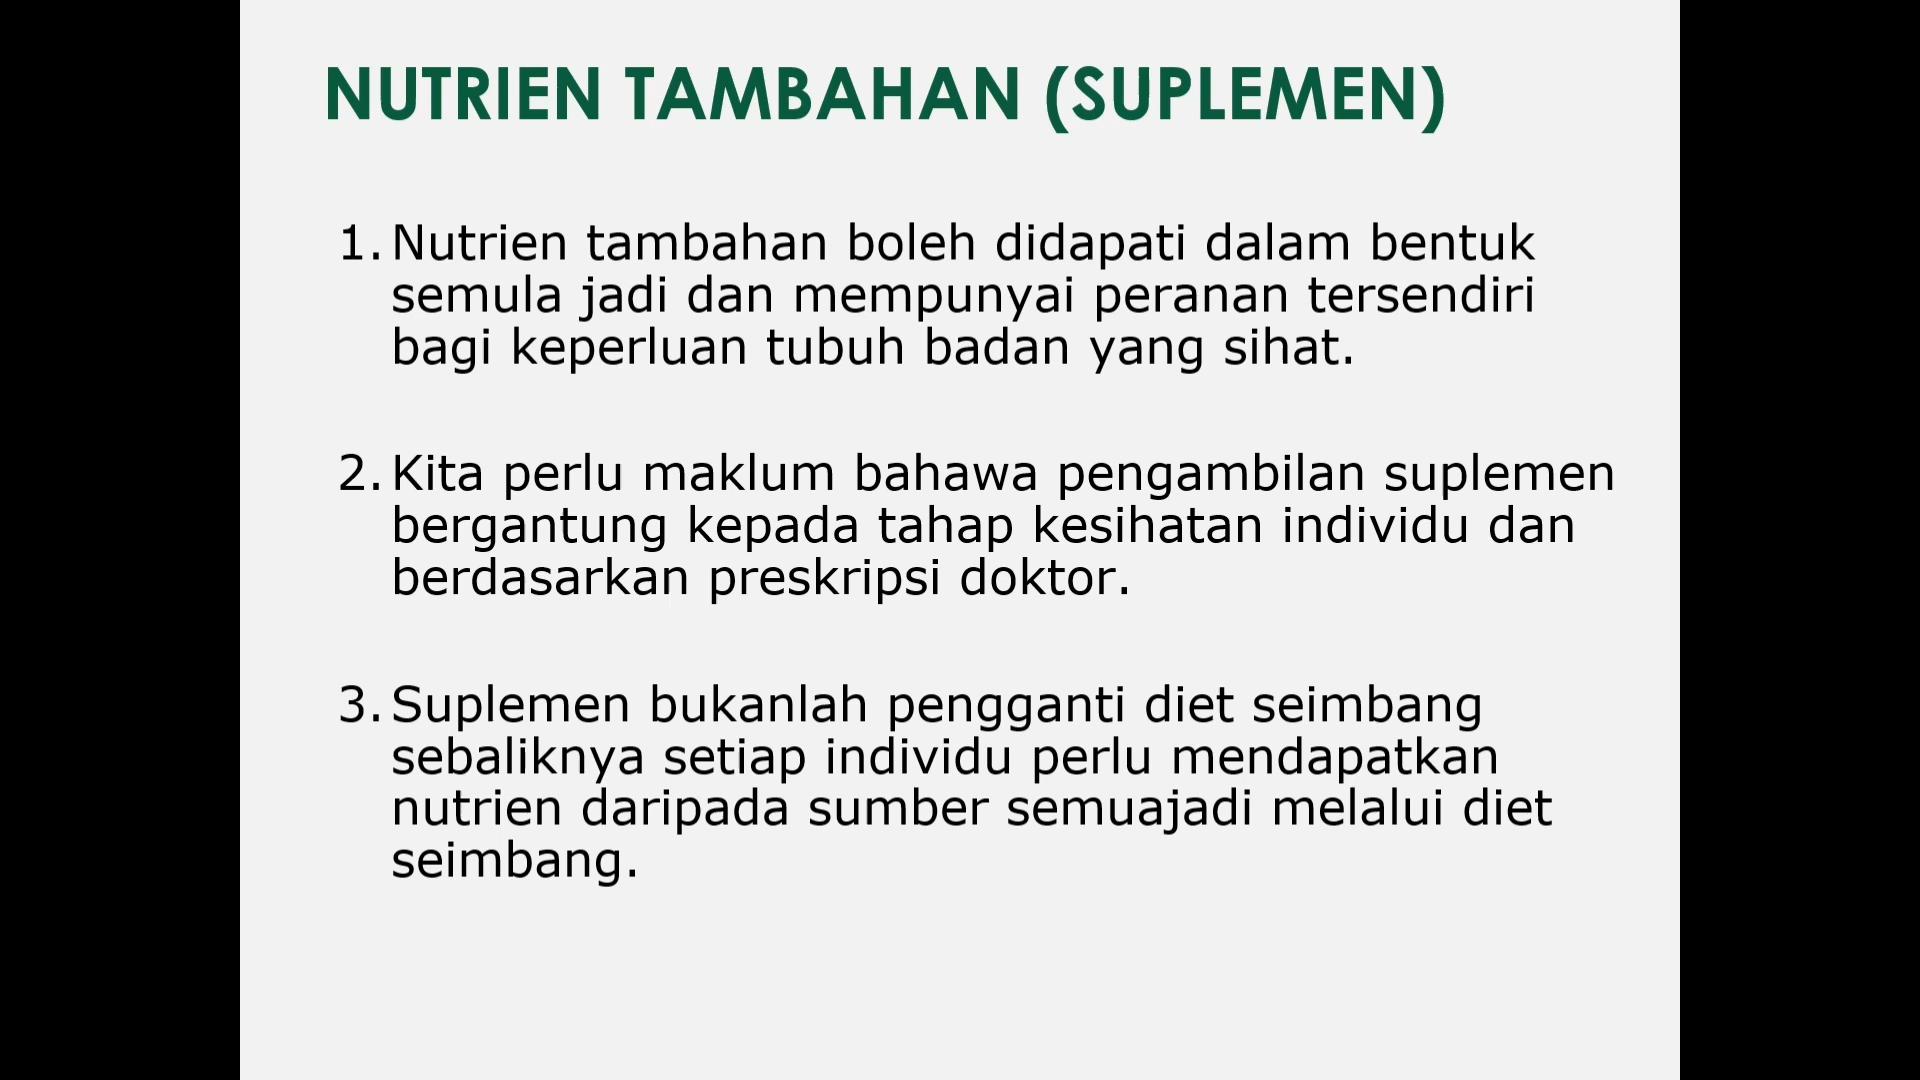 NUTRIEN TAMBAHAN (SUPLEMEN)
1. Nutrien tambahan boleh didapati dalam bentuk
semula jadi dan mempunyai peranan tersendiri
bagi keperluan tubuh badan yang sihat.
2. Kita perlu maklum bahawa pengambilan suplemen
bergantung kepada tahap kesihatan individu dan
berdasarkan preskripsi doktor.
3. Suplemen bukanlah pengganti diet seimbang
sebaliknya setiap individu perlu mendapatkan
nutrien daripada sumber semuajadi melalui diet
seimbang.